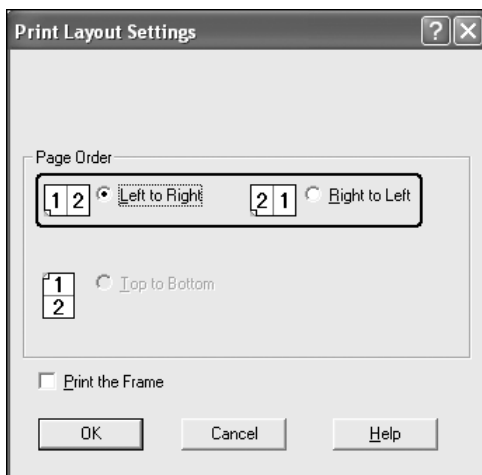 Print Layout Settings
Page Order
1 2 Left to Right 2 1 Right to Left
1
2
Top to Bottom
Print the Frame
OK Cancel Help